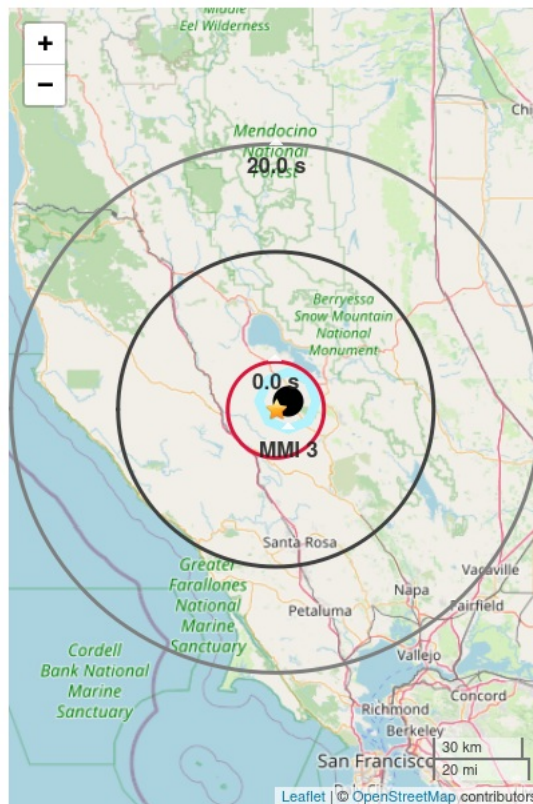 +
−
Middle
Eel Wilderness
Chi
Mendocino
National
Forest
20.0 s
Berryessa
Snow Mountain
National
Monument
0.0 s
MMI 3
Santa Rosa
Greater
Farallones
National
Marine
Sanctuary
Vacaville
Napa
Fairfield
Petaluma
Cordell
Bank National
Marine
Sanctuary
Vallejo
Concord
Richmond
Berkeley
30 km
San Francisco
20 mi
Leaflet | © OpenStreetMap contributors